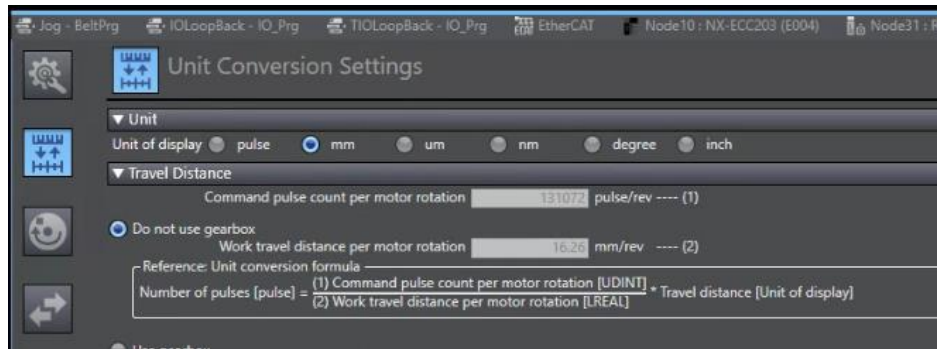 Jog - BeltPrg IOLoopBack - IO_Prg TIOLoopBack - IO_Prg EtherCAT Node10 : NX-ECC203 (E004) Node31 : R
Unit Conversion Settings
▼ Unit
Unit of display pulse mm um nm degree inch
▼ Travel Distance
Command pulse count per motor rotation 131072 pulse/rev ---- (1)
Do not use gearbox
Work travel distance per motor rotation 16.26 mm/rev ---- (2)
Reference: Unit conversion formula
Number of pulses [pulse] = (1) Command pulse count per motor rotation [UDINT]
(2) Work travel distance per motor rotation [LREAL] * Travel distance [Unit of display]
Use gearbox